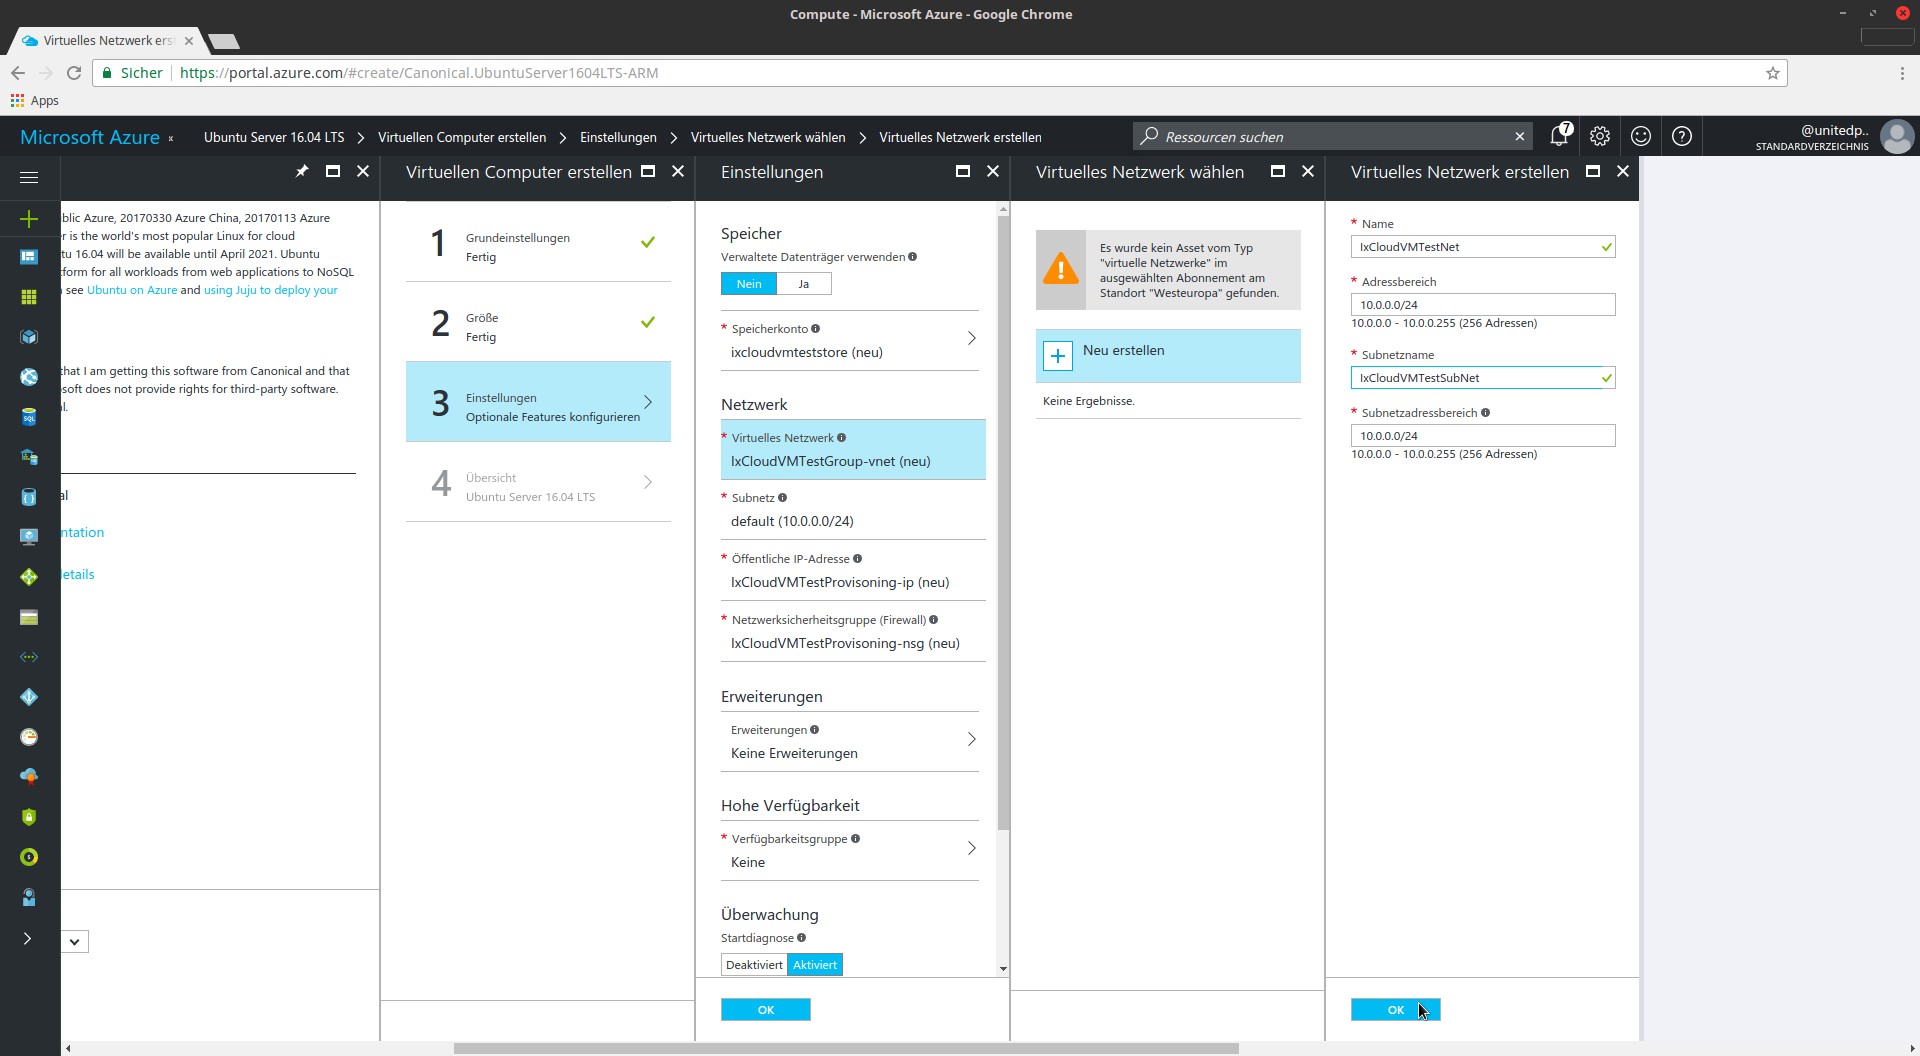 Compute - Microsoft Azure - Google Chrome
Virtuelles Netzwerk ers
Sicher https://portal.azure.com/#create/Canonical.UbuntuServer1604LTS-ARM
Apps
Microsoft Azure Ubuntu Server 16.04 LTS Virtuellen Computer erstellen Einstellungen Virtuelles Netzwerk wählen Virtuelles Netzwerk erstellen
Ressourcen suchen
7
@unitedp..
STANDARDVERZEICHNIS
blic Azure, 20170330 Azure China, 20170113 Azure
r is the world's most popular Linux for cloud
tu 16.04 will be available until April 2021. Ubuntu
tform for all workloads from web applications to NoSQL
see Ubuntu on Azure and using Juju to deploy your
that I am getting this software from Canonical and that
osoft does not provide rights for third-party software.
al
ntation
details
Virtuellen Computer erstellen
1
Grundeinstellungen
Fertig
2
Größe
Fertig
3
Einstellungen
Optionale Features konfigurieren
4
Übersicht
Ubuntu Server 16.04 LTS
Einstellungen
Speicher
Verwaltete Datenträger verwenden
Nein Ja
* Speicherkonto
ixcloudvmteststore (neu)
Netzwerk
* Virtuelles Netzwerk
IxCloudVMTestGroup-vnet (neu)
* Subnetz
default (10.0.0.0/24)
* Öffentliche IP-Adresse
IxCloudVMTestProvisoning-ip (neu)
* Netzwerksicherheitsgruppe (Firewall)
IxCloudVMTestProvisoning-nsg (neu)
Erweiterungen
Erweiterungen
Keine Erweiterungen
Hohe Verfügbarkeit
* Verfügbarkeitsgruppe
Keine
Überwachung
Startdiagnose
Deaktiviert Aktiviert
OK
Virtuelles Netzwerk wählen
Es wurde kein Asset vom Typ
"virtuelle Netzwerke" im
ausgewählten Abonnement am
Standort "Westeuropa" gefunden.
Neu erstellen
Keine Ergebnisse.
Virtuelles Netzwerk erstellen
* Name
IxCloudVMTestNet
* Adressbereich
10.0.0.0/24
10.0.0.0 - 10.0.0.255 (256 Adressen)
* Subnetzname
IxCloudVMTestSubNet
* Subnetzadressbereich
10.0.0.0/24
10.0.0.0 - 10.0.0.255 (256 Adressen)
OK